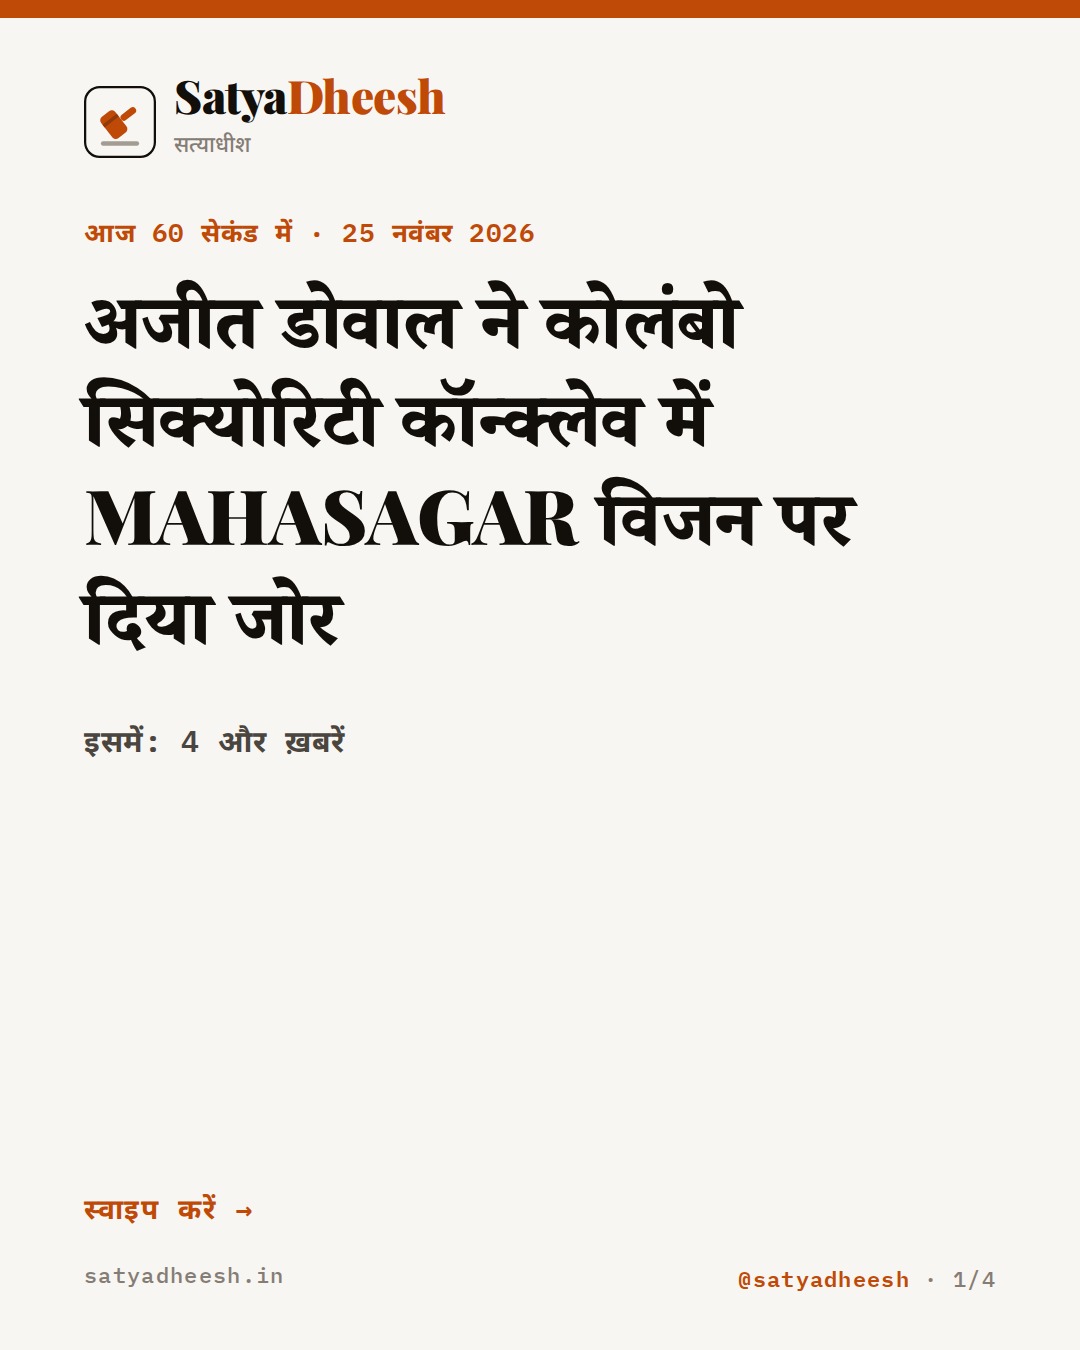 SatyaDheesh
सत्याधीश
आज 60 सेकंड में · 25 नवंबर 2026
अजीत डोवाल ने कोलंबो
सिक्योरिटी कॉन्क्लेव में
MAHASAGAR विजन पर
दिया जोर
इसमें: 4 और ख़बरें
स्वाइप करें →
satyadheesh.in
@satyadheesh · 1/4